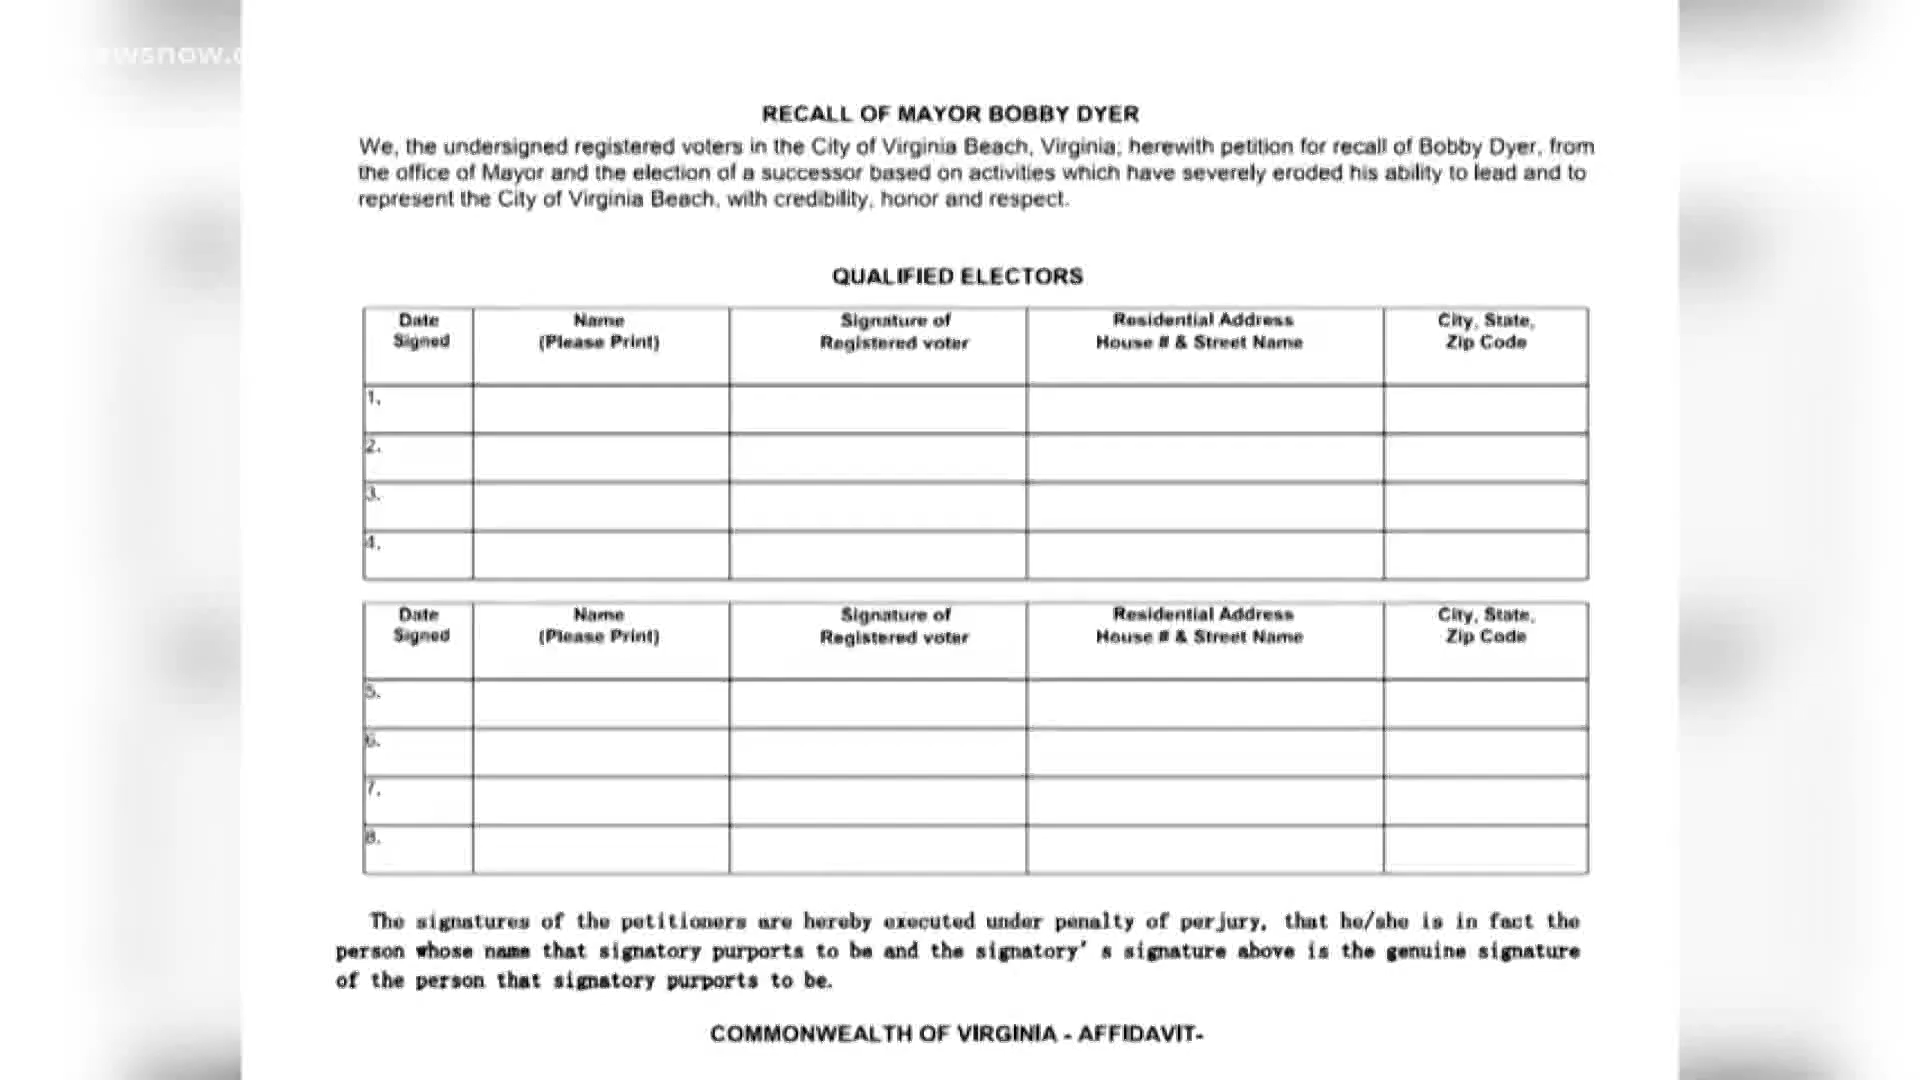 RECALL OF MAYOR BOBBY DYER
We, the undersigned registered voters in the City of Virginia Beach, Virginia; herewith petition for recall of Bobby Dyer, from
the office of Mayor and the election of a successor based on activities which have severely eroded his ability to lead and to
represent the City of Virginia Beach, with credibility, honor and respect.
QUALIFIED ELECTORS
Date Signed Name (Please Print) Signature of Registered voter Residential Address House # & Street Name City, State, Zip Code
1.
2.
3.
4.
Date Signed Name (Please Print) Signature of Registered voter Residential Address House # & Street Name City, State, Zip Code
5.
6.
7.
8.
The signatures of the petitioners are hereby executed under penalty of perjury, that he/she is in fact the
person whose name that signatory purports to be and the signatory's signature above is the genuine signature
of the person that signatory purports to be.
COMMONWEALTH OF VIRGINIA - AFFIDAVIT-